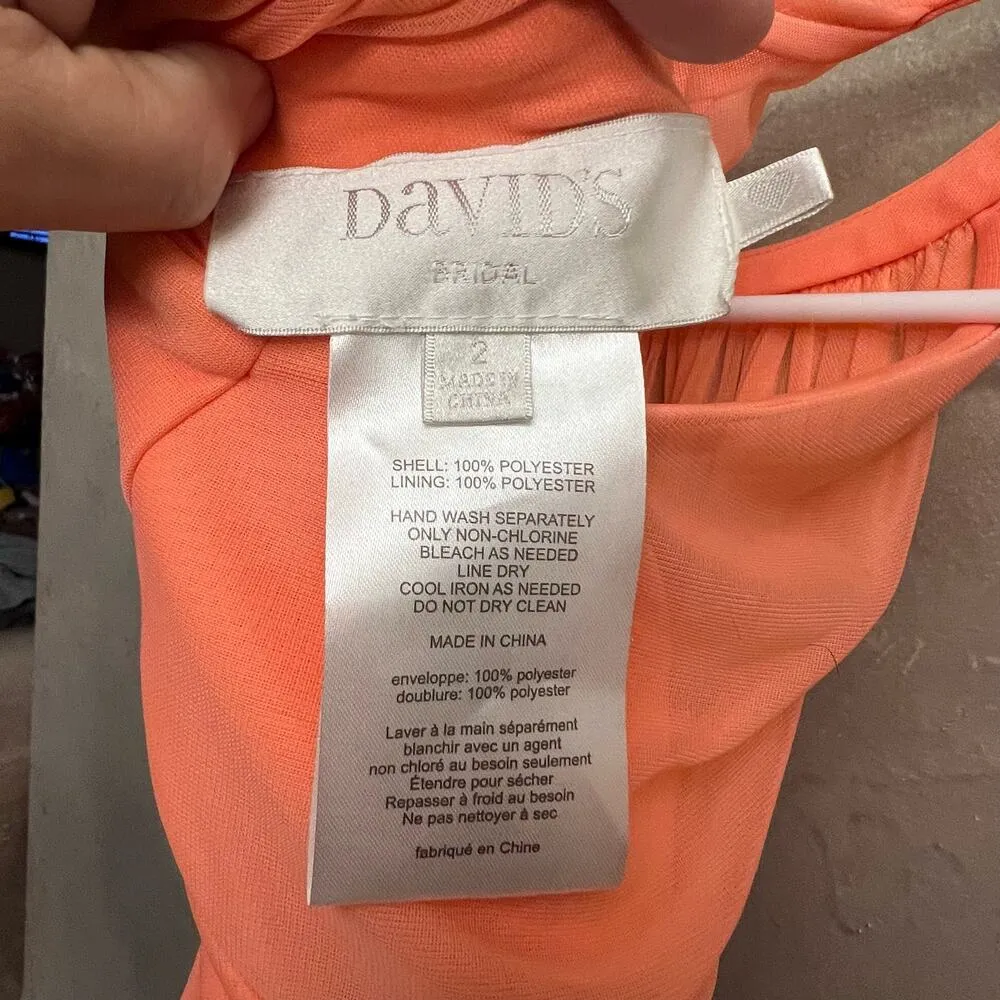 DaVID'S
BRIDAL
2
MADE IN
CHINA
SHELL: 100% POLYESTER
LINING: 100% POLYESTER
HAND WASH SEPARATELY
ONLY NON-CHLORINE
BLEACH AS NEEDED
LINE DRY
COOL IRON AS NEEDED
DO NOT DRY CLEAN
MADE IN CHINA
enveloppe: 100% polyester
doublure: 100% polyester
Laver à la main séparément
blanchir avec un agent
non chloré au besoin seulement
Étendre pour sécher
Repasser à froid au besoin
Ne pas nettoyer à sec
fabriqué en Chine